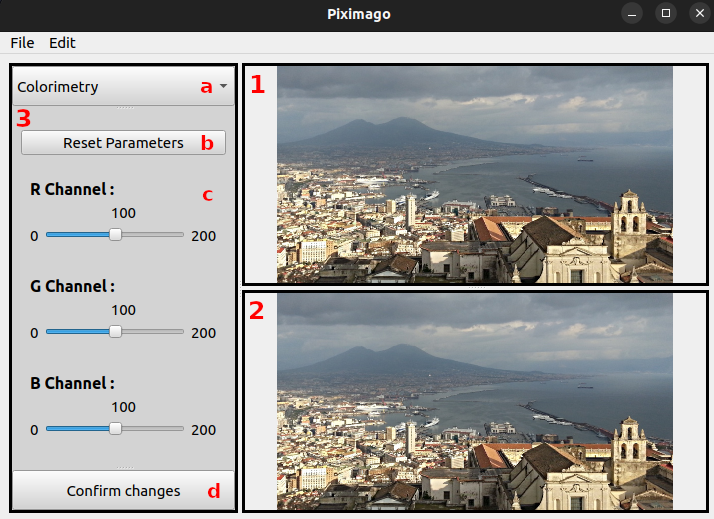 Piximago
File Edit
Colorimetry a
3
Reset Parameters b
R Channel : c
100
0 200
G Channel :
100
0 200
B Channel :
100
0 200
Confirm changes d
1
2